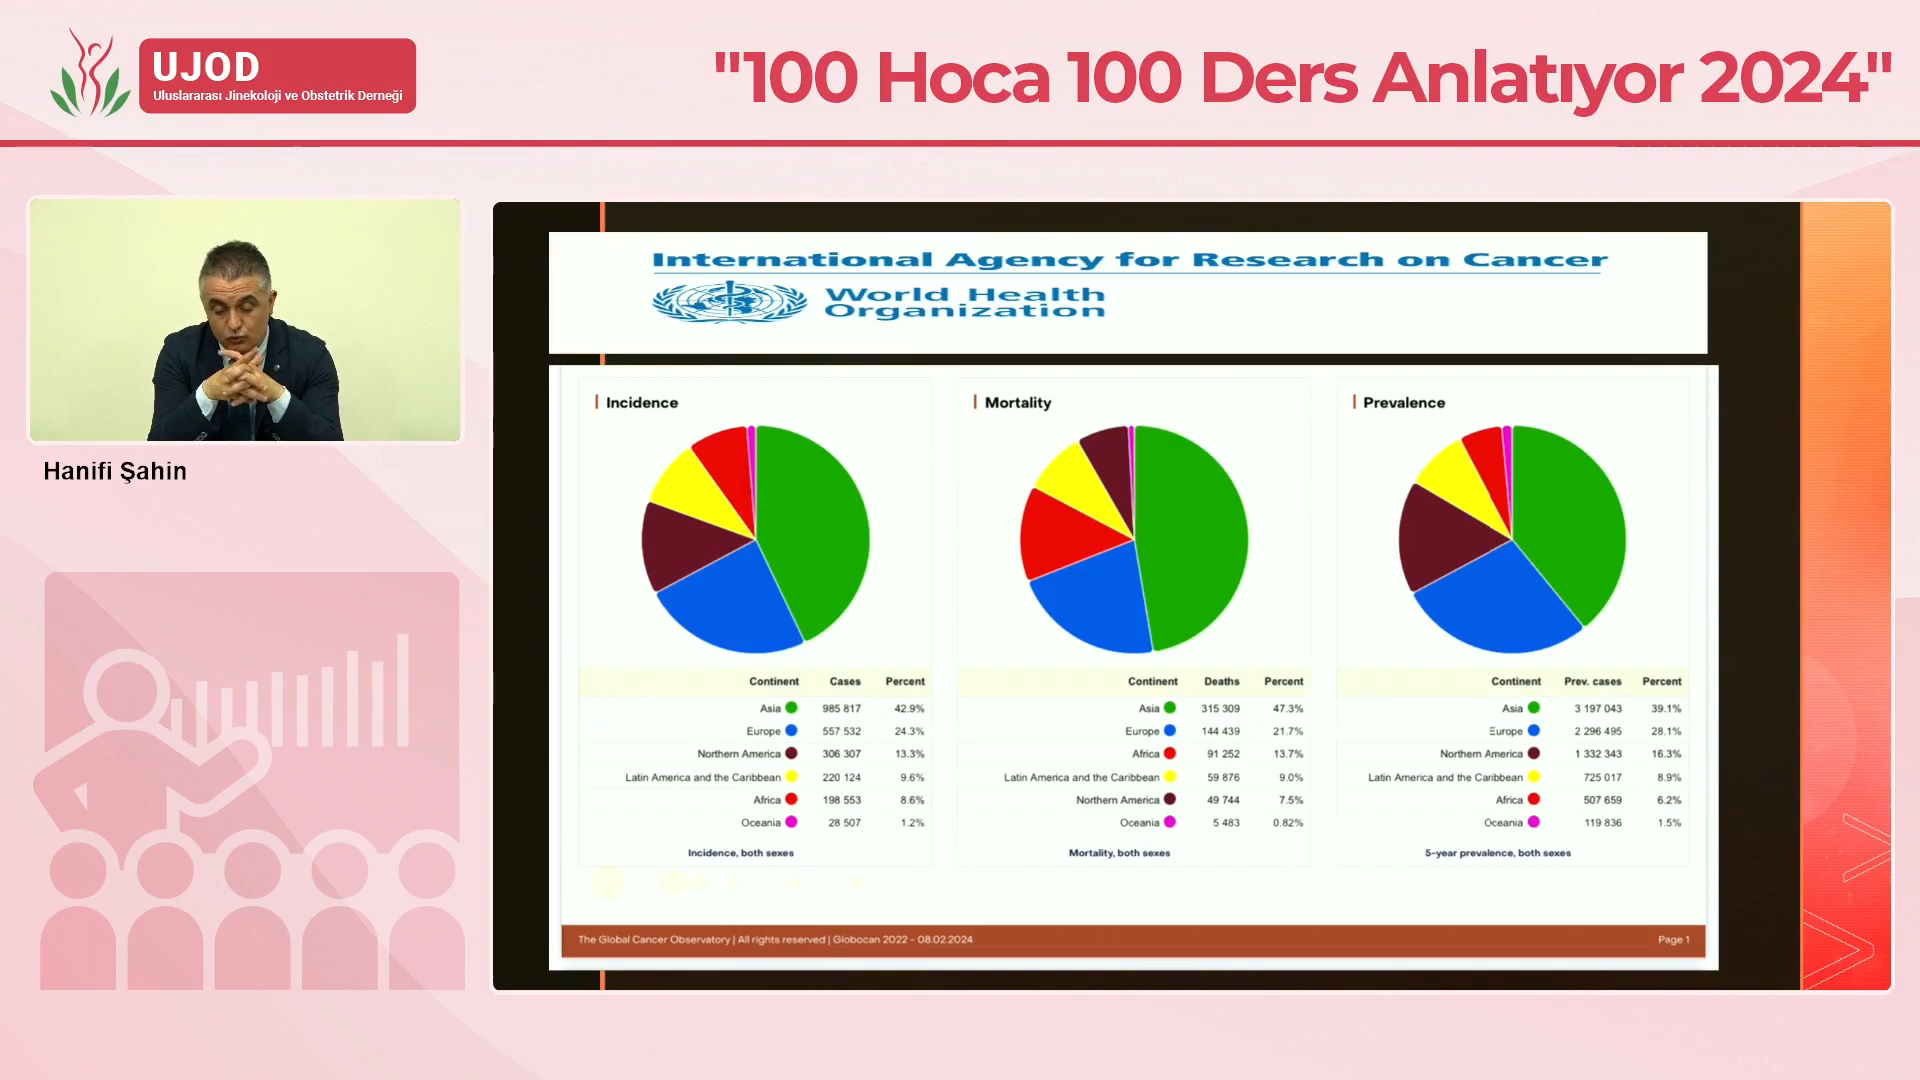 UJOD
Uluslararası Jinekoloji ve Obstetrik Derneği
"100 Hoca 100 Ders Anlatıyor 2024"
Hanifi Şahin
International Agency for Research on Cancer
World Health
Organization
Incidence
Continent Cases Percent
Asia 985 817 42.9%
Europe 557 532 24.3%
Northern America 306 307 13.3%
Latin America and the Caribbean 220 124 9.6%
Africa 198 553 8.6%
Oceania 28 507 1.2%
Incidence, both sexes
Mortality
Continent Deaths Percent
Asia 315 309 47.3%
Europe 144 439 21.7%
Africa 91 252 13.7%
Latin America and the Caribbean 59 876 9.0%
Northern America 49 744 7.5%
Oceania 5 483 0.82%
Mortality, both sexes
Prevalence
Continent Prev. cases Percent
Asia 3 197 043 39.1%
Europe 2 296 495 28.1%
Northern America 1 332 343 16.3%
Latin America and the Caribbean 725 017 8.9%
Africa 507 659 6.2%
Oceania 119 836 1.5%
5-year prevalence, both sexes
The Global Cancer Observatory | All rights reserved | Globocan 2022 - 08.02.2024
Page 1